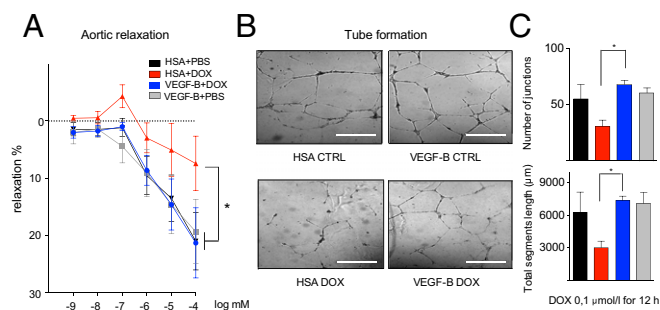 A
Aortic relaxation
HSA+PBS
HSA+DOX
VEGF-B+DOX
VEGF-B+PBS
0
10
20
30
relaxation %
*
-9 -8 -7 -6 -5 -4 log mM
B
Tube formation
HSA CTRL VEGF-B CTRL
HSA DOX VEGF-B DOX
C
Number of junctions
100
50
*
Total segments length (µm)
9000
6000
3000
*
DOX 0,1 µmol/l for 12 h